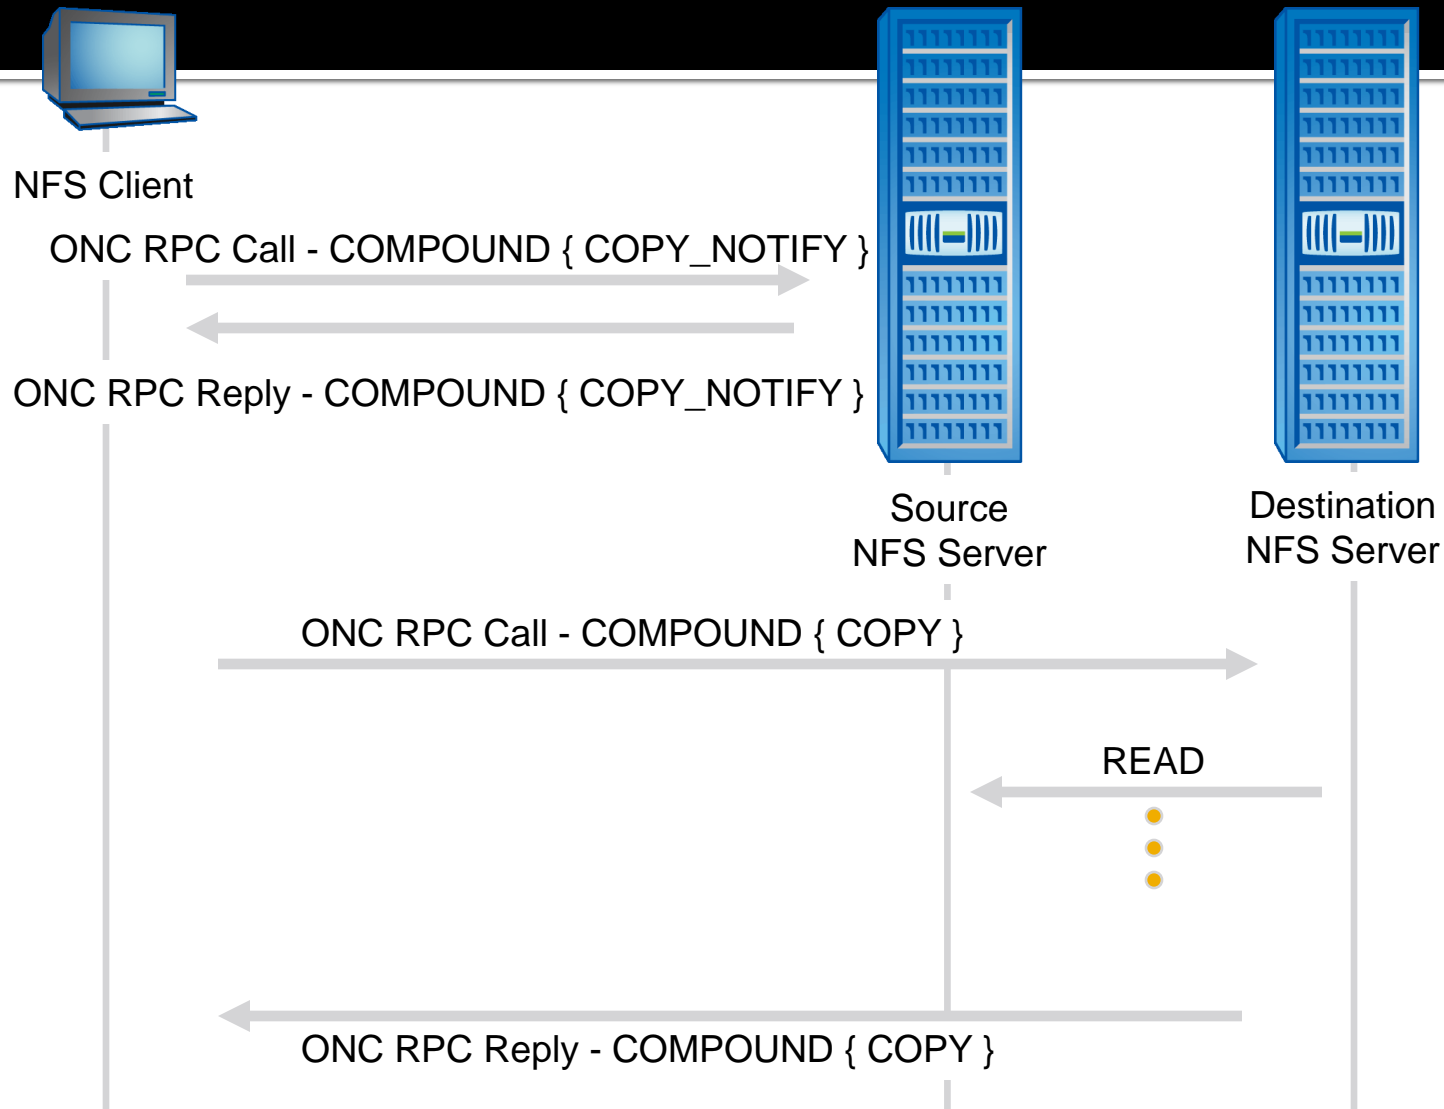 NFS Client
ONC RPC Call - COMPOUND { COPY_NOTIFY }
ONC RPC Reply - COMPOUND { COPY_NOTIFY }
Source
NFS Server
Destination
NFS Server
ONC RPC Call - COMPOUND { COPY }
READ
ONC RPC Reply - COMPOUND { COPY }